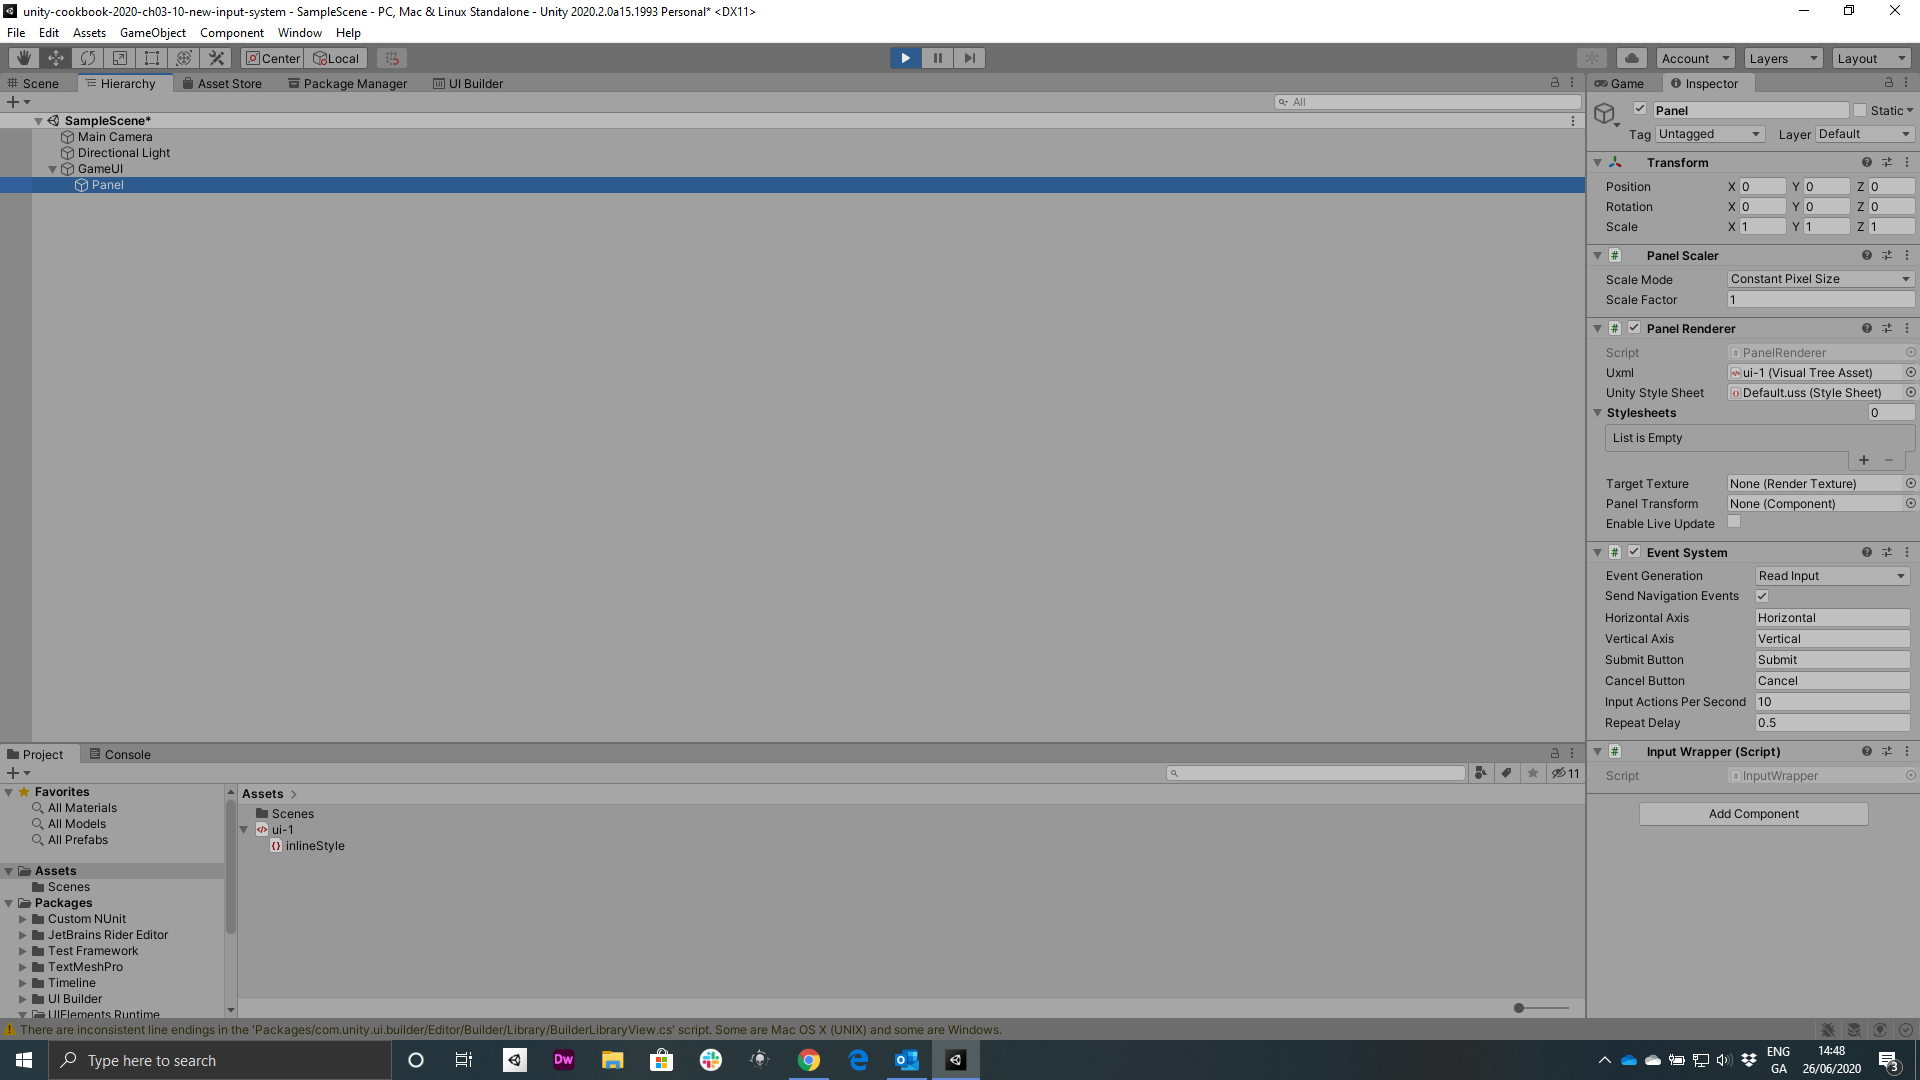 unity-cookbook-2020-ch03-10-new-input-system - SampleScene - PC, Mac & Linux Standalone - Unity 2020.2.0a15.1993 Personal* <DX11>
File Edit Assets GameObject Component Window Help
Center Local Account Layers Layout
Scene Hierarchy Asset Store Package Manager UI Builder
All
SampleScene*
Main Camera
Directional Light
GameUI
Panel
Game Inspector
Panel Static
Tag Untagged Layer Default
Transform
Position X 0 Y 0 Z 0
Rotation X 0 Y 0 Z 0
Scale X 1 Y 1 Z 1
Panel Scaler
Scale Mode Constant Pixel Size
Scale Factor 1
Panel Renderer
Script PanelRenderer
Uxml ui-1 (Visual Tree Asset)
Unity Style Sheet Default.uss (Style Sheet)
Stylesheets 0
List is Empty
Target Texture None (Render Texture)
Panel Transform None (Component)
Enable Live Update
Event System
Event Generation Read Input
Send Navigation Events
Horizontal Axis Horizontal
Vertical Axis Vertical
Submit Button Submit
Cancel Button Cancel
Input Actions Per Second 10
Repeat Delay 0.5
Input Wrapper (Script)
Script InputWrapper
Add Component
Project Console
11
Favorites
All Materials
All Models
All Prefabs
Assets
Scenes
Packages
Custom NUnit
JetBrains Rider Editor
Test Framework
TextMeshPro
Timeline
UI Builder
UIElements Runtime
Assets
Scenes
ui-1
inlineStyle
There are inconsistent line endings in the 'Packages/com.unity.ui.builder/Editor/Builder/Library/BuilderLibraryView.cs' script. Some are Mac OS X (UNIX) and some are Windows.
Type here to search
Dw
ENG
GA
14:48
26/06/2020
3